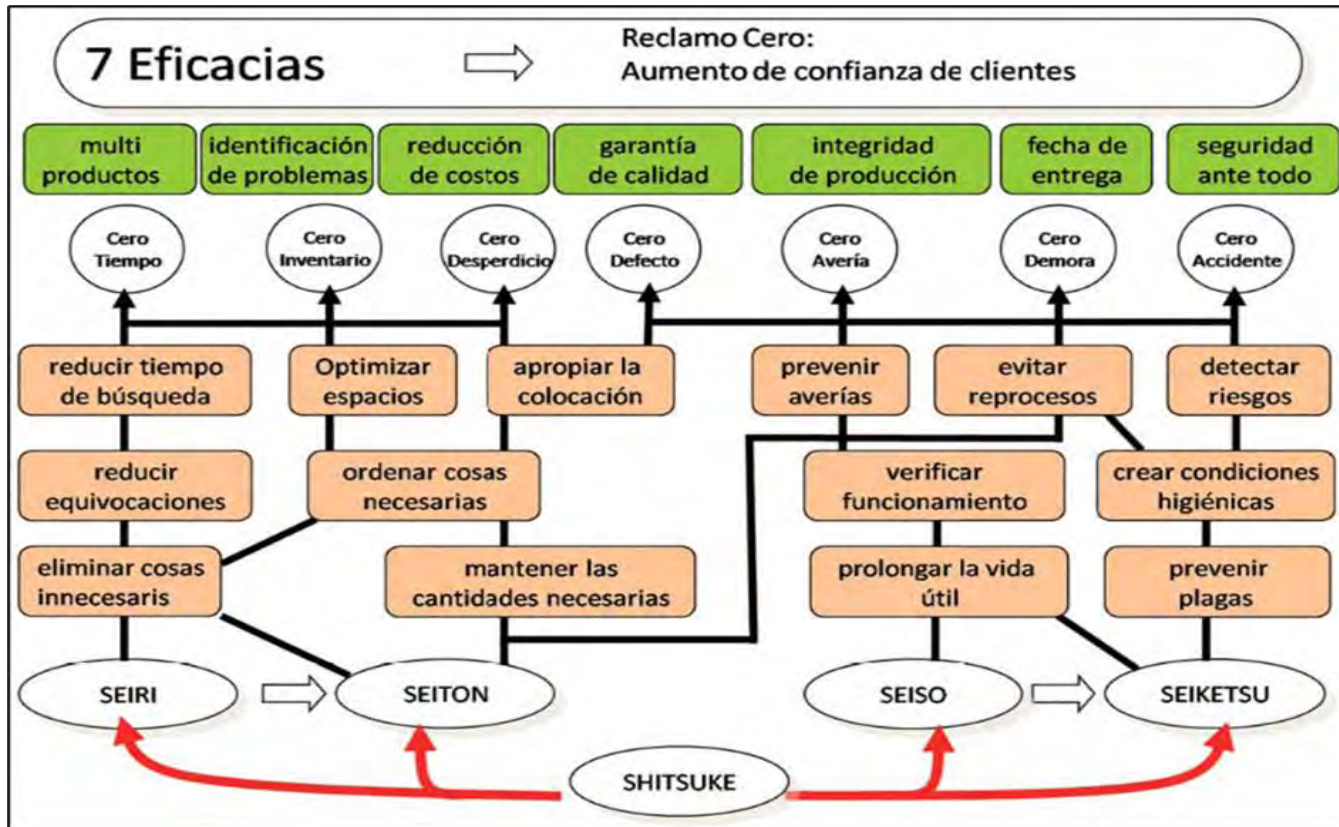 7 Eficacias
Reclamo Cero:
Aumento de confianza de clientes
multi
productos
identificación
de problemas
reducción
de costos
garantía
de calidad
integridad
de producción
fecha de
entrega
seguridad
ante todo
Cero
Tiempo
Cero
Inventario
Cero
Desperdicio
Cero
Defecto
Cero
Avería
Cero
Demora
Cero
Accidente
reducir tiempo
de búsqueda
Optimizar
espacios
apropiar la
colocación
prevenir
averías
evitar
reprocesos
detectar
riesgos
reducir
equivocaciones
ordenar cosas
necesarias
verificar
funcionamiento
crear condiciones
higiénicas
eliminar cosas
innecesaris
mantener las
cantidades necesarias
prolongar la vida
útil
prevenir
plagas
SEIRI
SEITON
SEISO
SEIKETSU
SHITSUKE